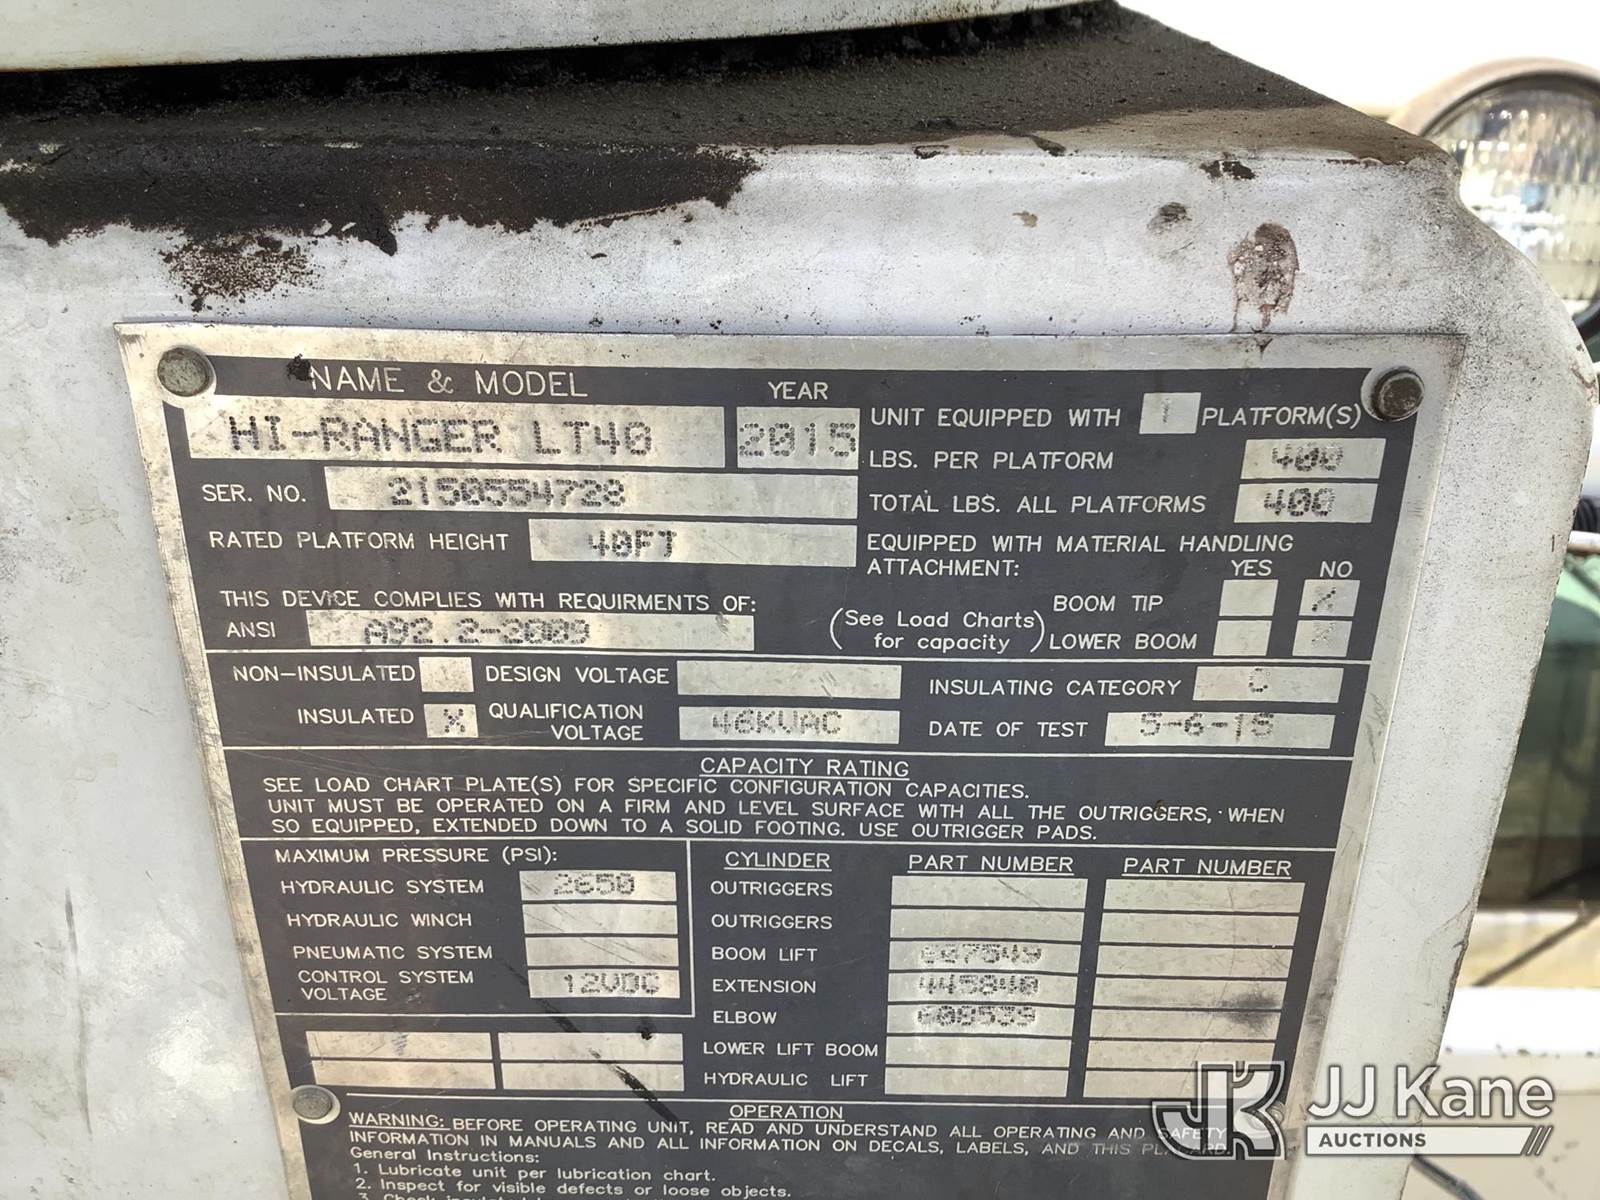 NAME & MODEL
YEAR
HI-RANGER LT40
2015
UNIT EQUIPPED WITH 1 PLATFORM(S)
LBS. PER PLATFORM 400
SER. NO. 2150554728
TOTAL LBS. ALL PLATFORMS 400
RATED PLATFORM HEIGHT 40FT
EQUIPPED WITH MATERIAL HANDLING
ATTACHMENT:
YES NO
THIS DEVICE COMPLIES WITH REQUIRMENTS OF:
ANSI A92.2-2009
(See Load Charts
for capacity)
BOOM TIP X
LOWER BOOM X
NON-INSULATED
DESIGN VOLTAGE
INSULATING CATEGORY C
INSULATED X
QUALIFICATION
VOLTAGE 46KVAC
DATE OF TEST 5-6-15
CAPACITY RATING
SEE LOAD CHART PLATE(S) FOR SPECIFIC CONFIGURATION CAPACITIES.
UNIT MUST BE OPERATED ON A FIRM AND LEVEL SURFACE WITH ALL THE OUTRIGGERS, WHEN
SO EQUIPPED, EXTENDED DOWN TO A SOLID FOOTING. USE OUTRIGGER PADS.
MAXIMUM PRESSURE (PSI):
HYDRAULIC SYSTEM 2650
HYDRAULIC WINCH
PNEUMATIC SYSTEM
CONTROL SYSTEM
VOLTAGE 12VDC
CYLINDER PART NUMBER PART NUMBER
OUTRIGGERS
OUTRIGGERS
BOOM LIFT
EXTENSION 445840
ELBOW 608539
LOWER LIFT BOOM
HYDRAULIC LIFT
OPERATION
WARNING: BEFORE OPERATING UNIT, READ AND UNDERSTAND ALL OPERATING AND SAFETY
INFORMATION IN MANUALS AND ALL INFORMATION ON DECALS, LABELS, AND THIS PLACARD.
General Instructions:
1. Lubricate unit per lubrication chart.
2. Inspect for visible defects or loose objects.
3. Check
JK JJ Kane
AUCTIONS